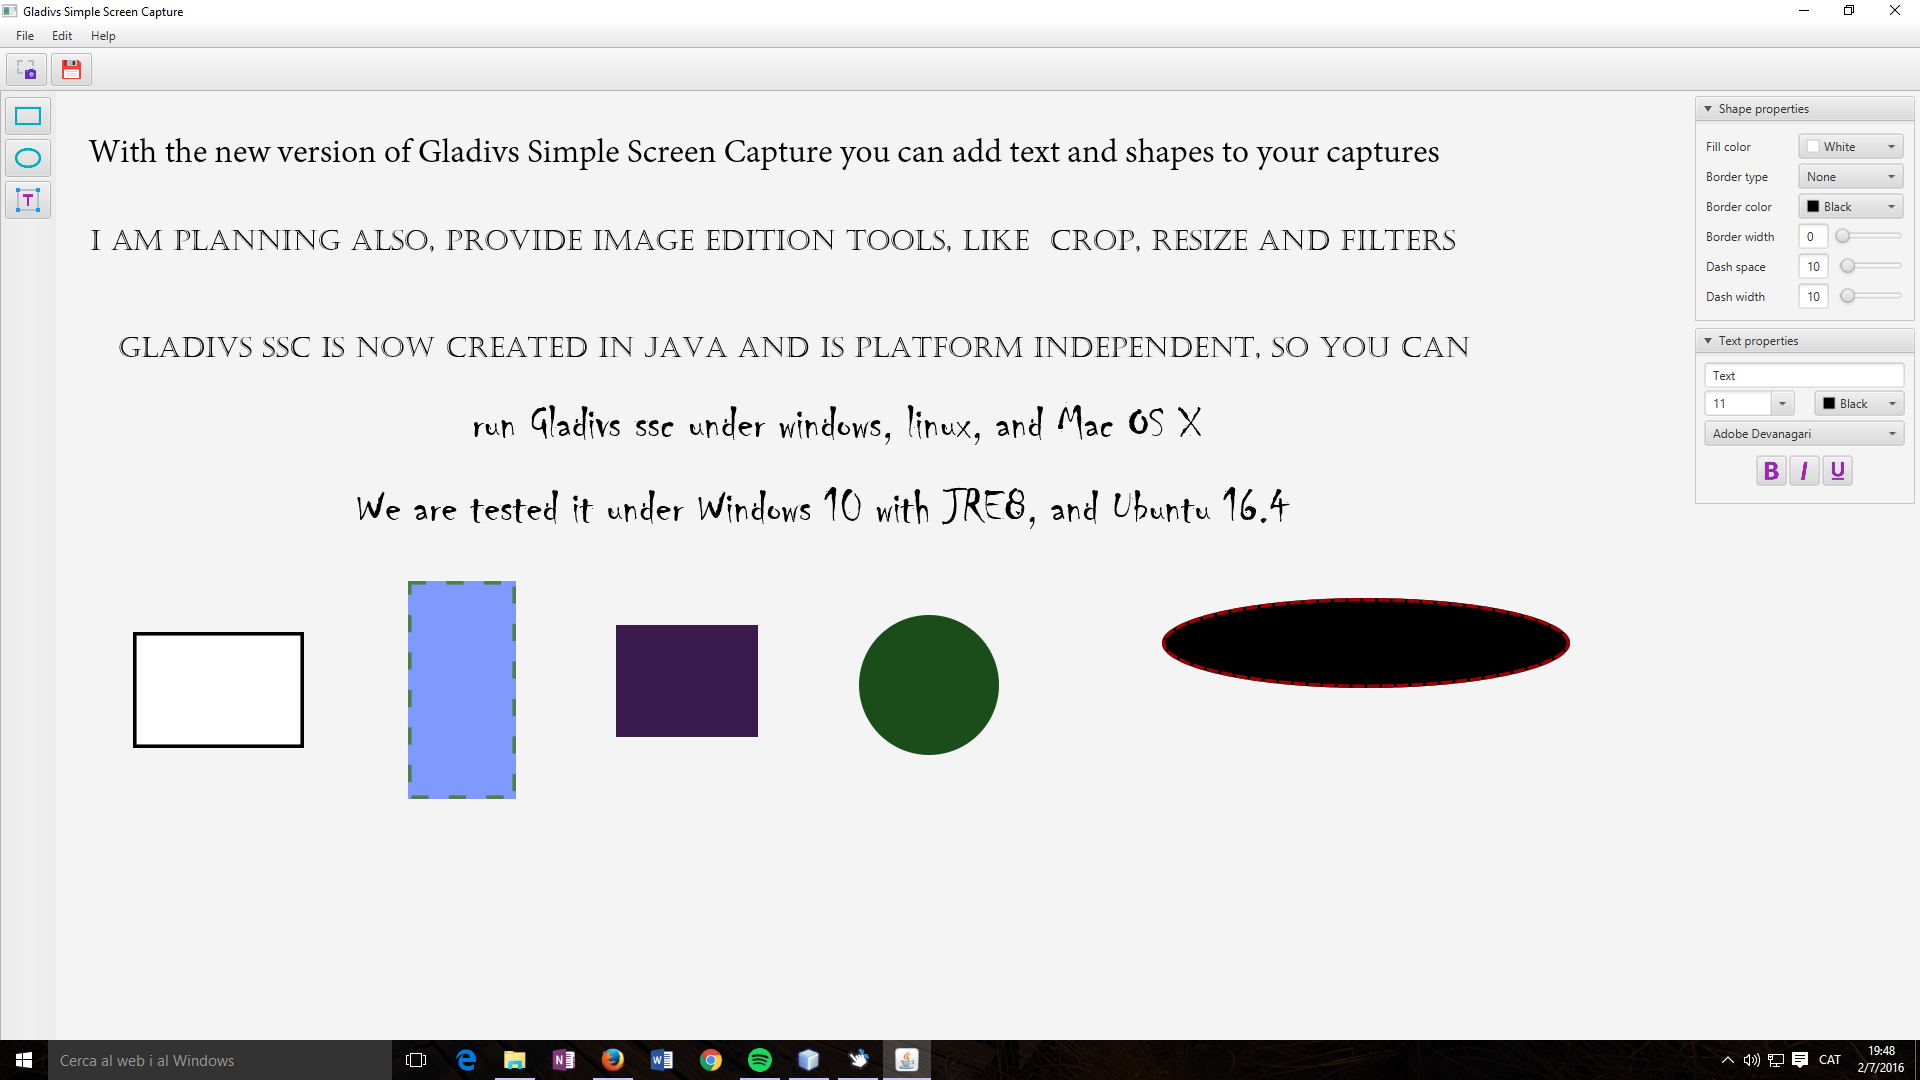 Gladivs Simple Screen Capture
File Edit Help
With the new version of Gladivs Simple Screen Capture you can add text and shapes to your captures
I AM PLANNING ALSO, PROVIDE IMAGE EDITION TOOLS, LIKE CROP, RESIZE AND FILTERS
GLADIVS SSC IS NOW CREATED IN JAVA AND IS PLATFORM INDEPENDENT, SO YOU CAN
run Gladivs ssc under windows, linux, and Mac OS X
We are tested it under Windows 10 with JRE8, and Ubuntu 16.4
Shape properties
Fill color White
Border type None
Border color Black
Border width 0
Dash space 10
Dash width 10
Text properties
Text
11 Black
Adobe Devanagari
B I U
Cerca al web i al Windows
CAT
19:48
2/7/2016